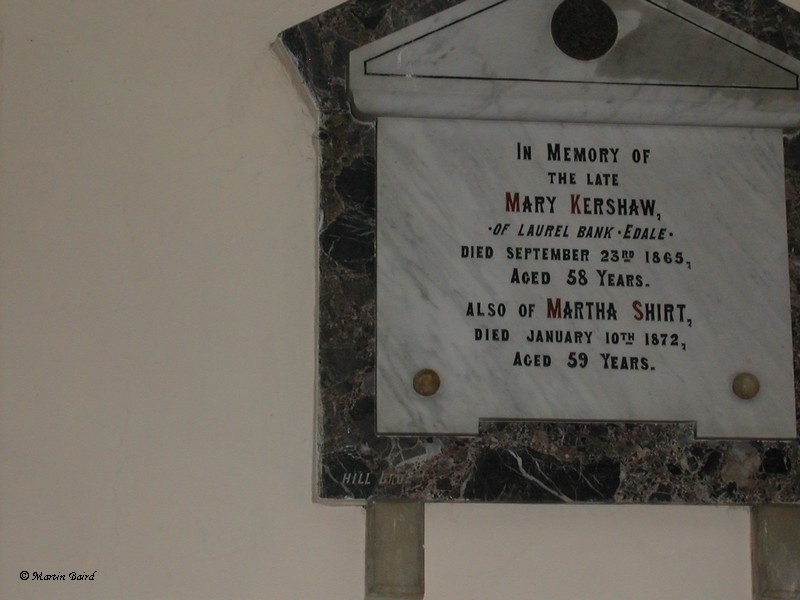 IN MEMORY OF
THE LATE
MARY KERSHAW,
·OF LAUREL BANK·EDALE·
DIED SEPTEMBER 23RD 1865,
AGED 58 YEARS.
ALSO OF MARTHA SHIRT,
DIED JANUARY 10TH 1872,
AGED 59 YEARS.
HILL
© Martin Baird